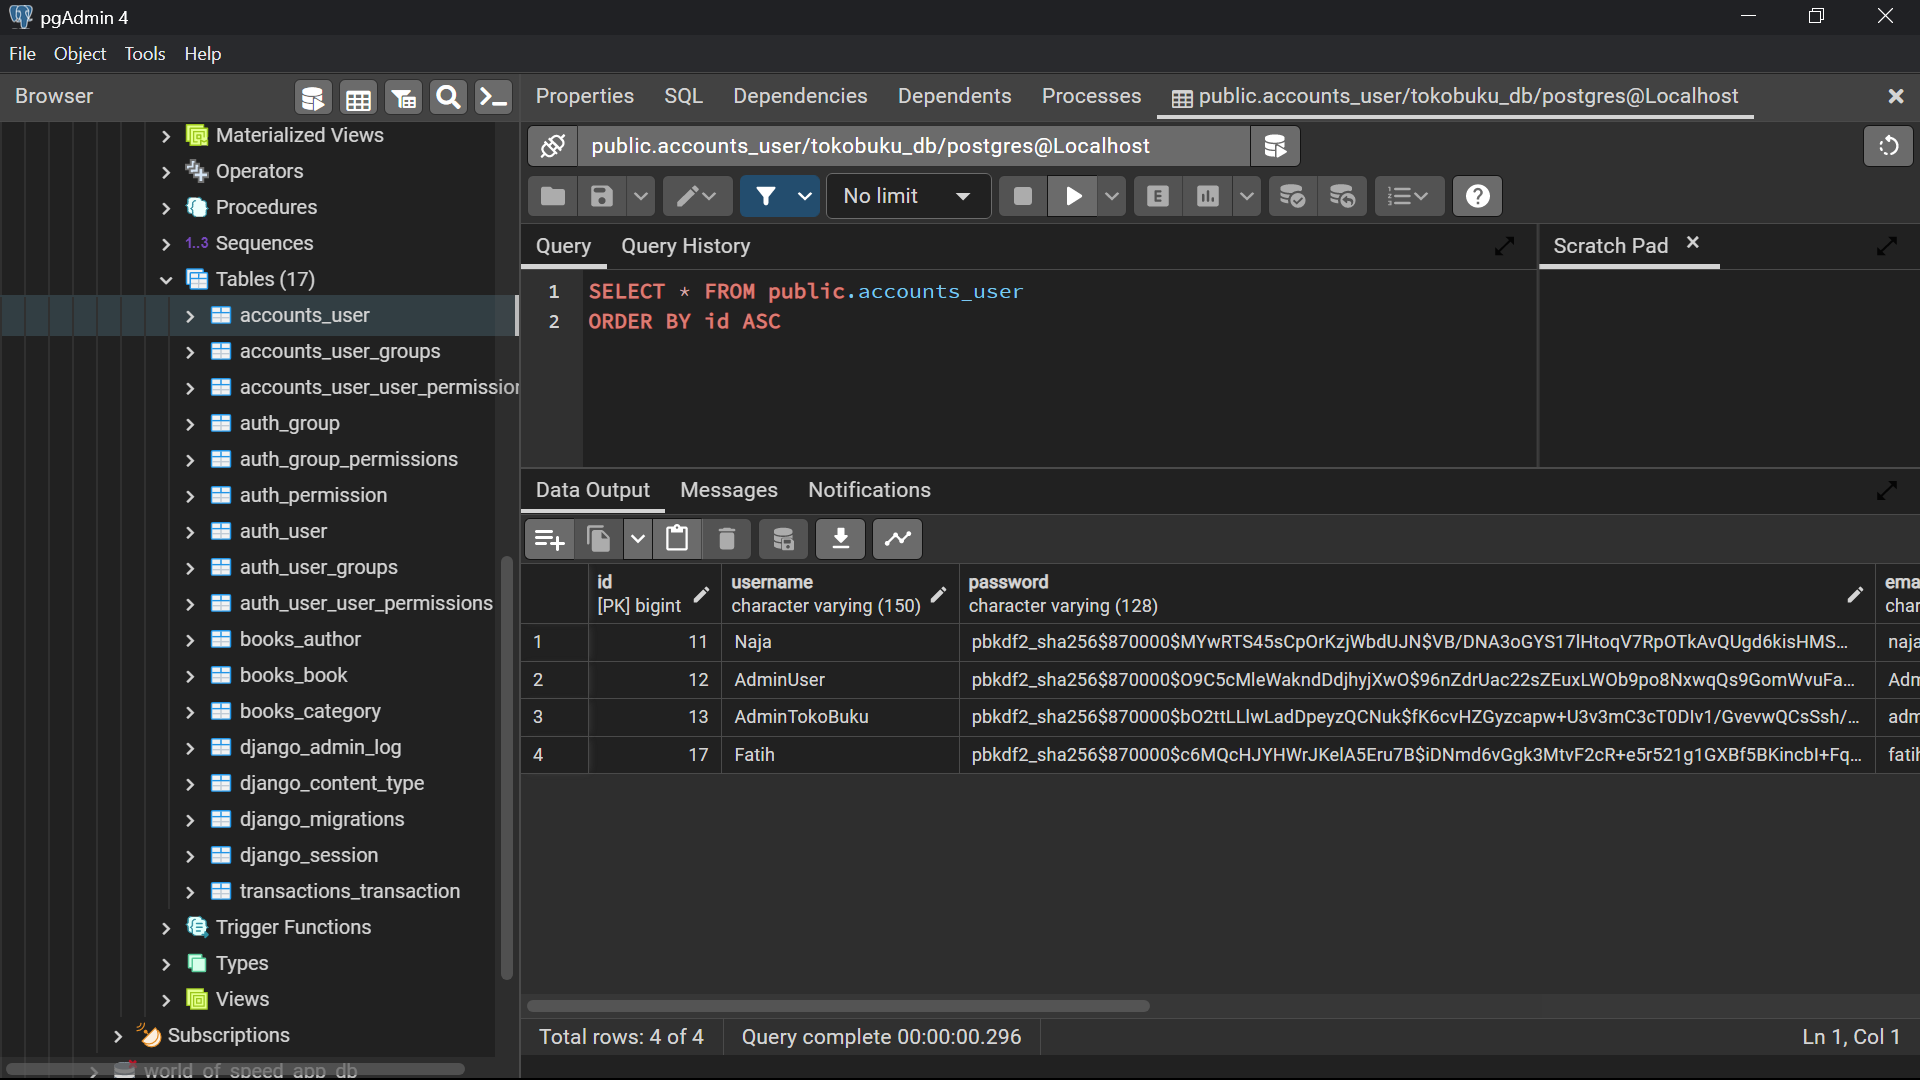 pgAdmin 4
File Object Tools Help
Browser
Properties SQL Dependencies Dependents Processes public.accounts_user/tokobuku_db/postgres@Localhost
Materialized Views
Operators
Procedures
1..3 Sequences
Tables (17)
accounts_user
accounts_user_groups
accounts_user_user_permission
auth_group
auth_group_permissions
auth_permission
auth_user
auth_user_groups
auth_user_user_permissions
books_author
books_book
books_category
django_admin_log
django_content_type
django_migrations
django_session
transactions_transaction
Trigger Functions
Types
Views
Subscriptions
world_of_speed_app_db
public.accounts_user/tokobuku_db/postgres@Localhost
No limit
E
Query Query History
Scratch Pad
1 SELECT * FROM public.accounts_user
2 ORDER BY id ASC
Data Output Messages Notifications
id username password ema
[PK] bigint character varying (150) character varying (128) char
1 11 Naja pbkdf2_sha256$870000$MYwRTS45sCpOrKzjWbdUJN$VB/DNA3oGYS17lHtoqV7RpOTkAvQUgd6kisHMS... naja
2 12 AdminUser pbkdf2_sha256$870000$O9C5cMleWakndDdjhyjXwO$96nZdrUac22sZEuxLWOb9po8NxwqQs9GomWvuFa... Adm
3 13 AdminTokoBuku pbkdf2_sha256$870000$bO2ttLLlwLadDpeyzQCNuk$fK6cvHZGyzcapw+U3v3mC3cT0DIv1/GvevwQCsSsh/... adm
4 17 Fatih pbkdf2_sha256$870000$c6MQcHJYHWrJKelA5Eru7B$iDNmd6vGgk3MtvF2cR+e5r521g1GXBf5BKincbl+Fq... fatih
Total rows: 4 of 4 Query complete 00:00:00.296 Ln 1, Col 1